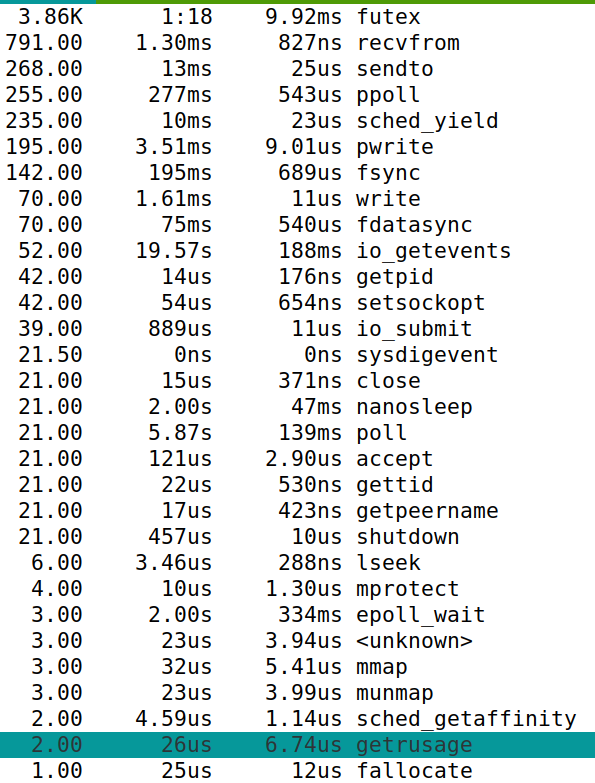 3.86K 1:18 9.92ms futex
791.00 1.30ms 827ns recvfrom
268.00 13ms 25us sendto
255.00 277ms 543us ppoll
235.00 10ms 23us sched_yield
195.00 3.51ms 9.01us pwrite
142.00 195ms 689us fsync
70.00 1.61ms 11us write
70.00 75ms 540us fdatasync
52.00 19.57s 188ms io_getevents
42.00 14us 176ns getpid
42.00 54us 654ns setsockopt
39.00 889us 11us io_submit
21.50 0ns 0ns sysdigevent
21.00 15us 371ns close
21.00 2.00s 47ms nanosleep
21.00 5.87s 139ms poll
21.00 121us 2.90us accept
21.00 22us 530ns gettid
21.00 17us 423ns getpeername
21.00 457us 10us shutdown
6.00 3.46us 288ns lseek
4.00 10us 1.30us mprotect
3.00 2.00s 334ms epoll_wait
3.00 23us 3.94us <unknown>
3.00 32us 5.41us mmap
3.00 23us 3.99us munmap
2.00 4.59us 1.14us sched_getaffinity
2.00 26us 6.74us getrusage
1.00 25us 12us fallocate